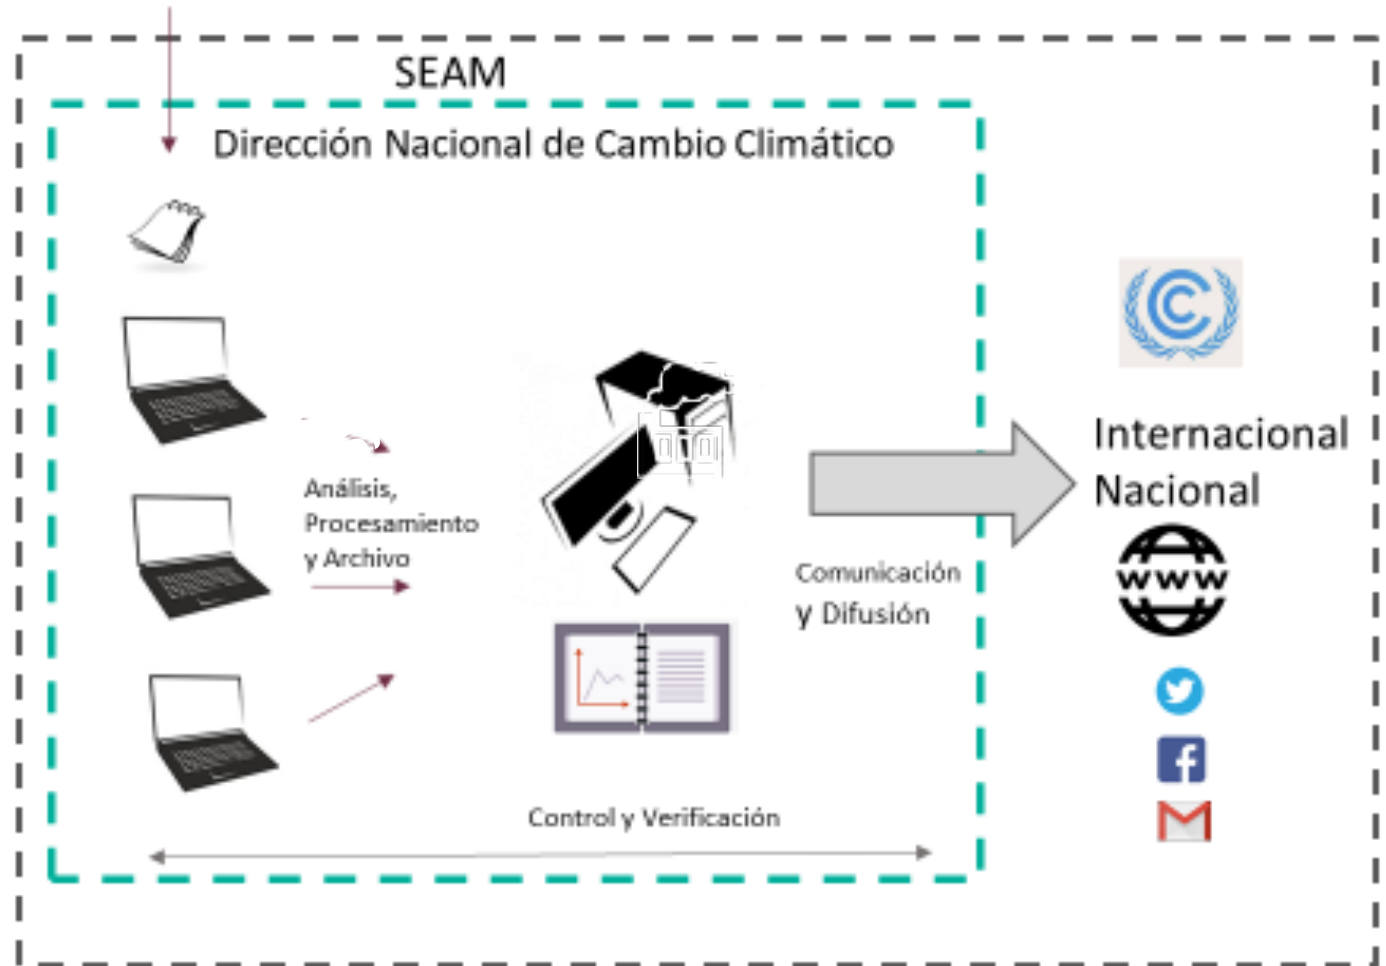 SEAM
Dirección Nacional de Cambio Climático
Análisis,
Procesamiento
y Archivo
Internacional
Nacional
www
Comunicación
y Difusión
Control y Verificación